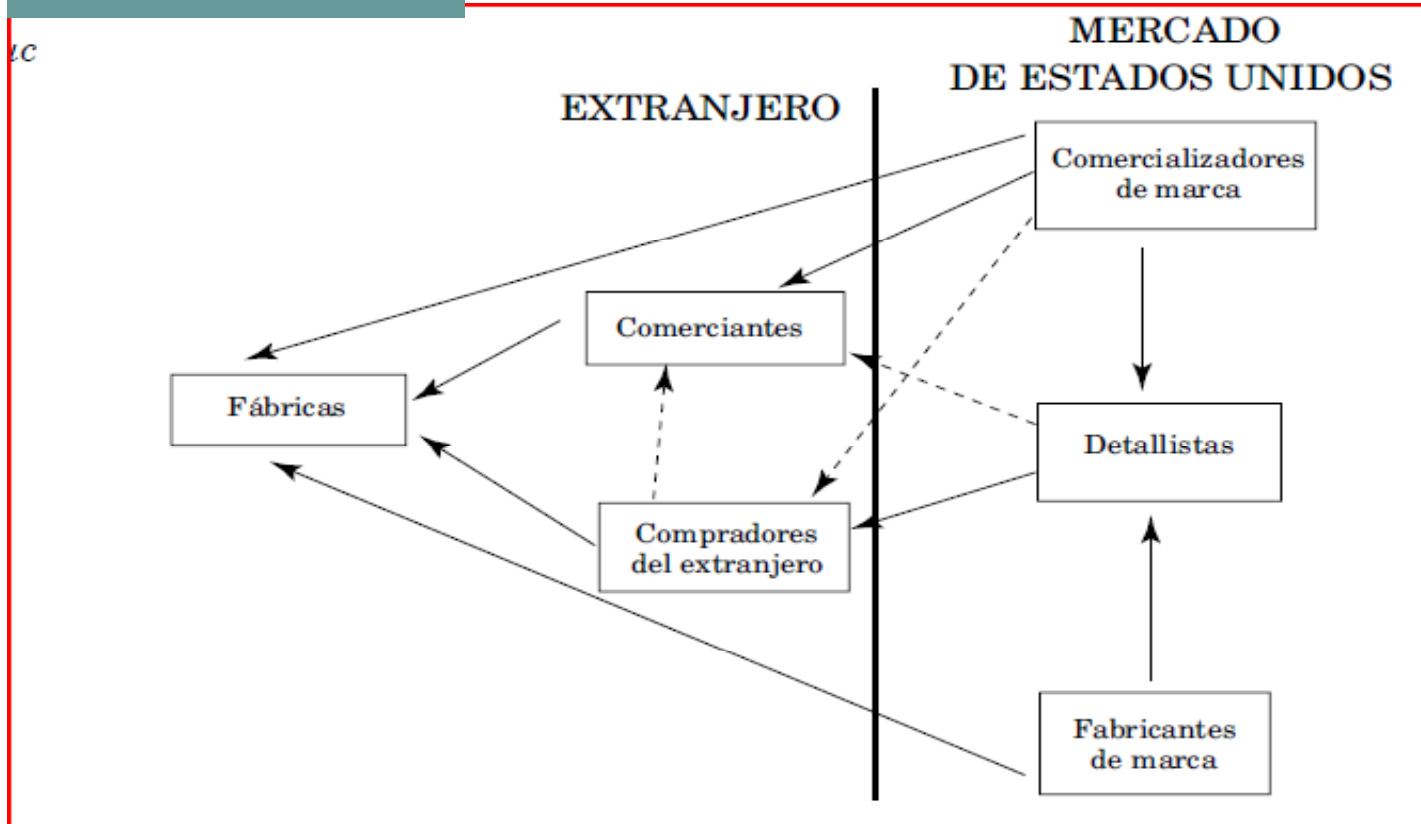 MERCADO
DE ESTADOS UNIDOS
EXTRANJERO
Comercializadores
de marca
Comerciantes
Fábricas
Detallistas
Compradores
del extranjero
Fabricantes
de marca